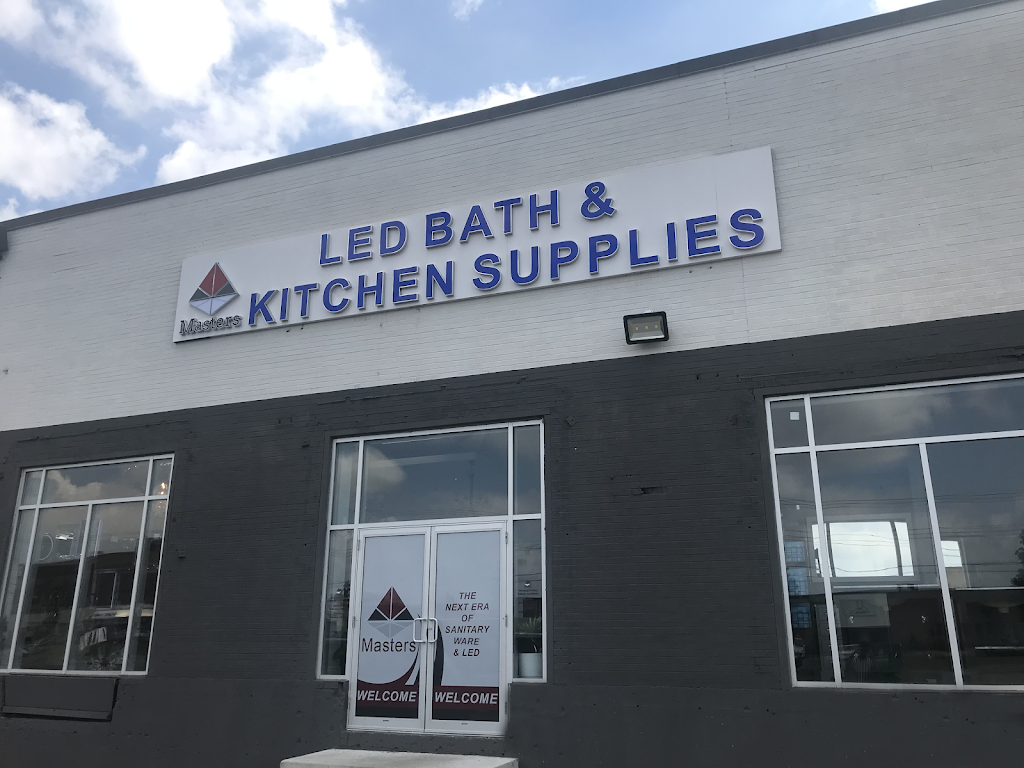 LED BATH &
KITCHEN SUPPLIES
Masters
Masters
WELCOME
THE
NEXT ERA
OF
SANITARY
WARE
& LED
WELCOME